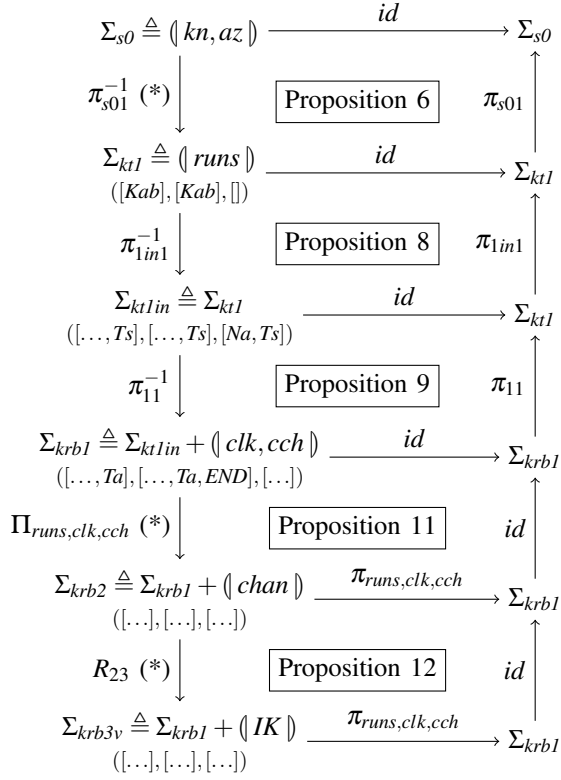 Σs0 ≜ ⦇ kn, az ⦈ id Σs0
π⁻¹s01 (*) Proposition 6 πs01
Σkt1 ≜ ⦇ runs ⦈ id Σkt1
([Kab],[Kab],[])
π⁻¹1in1 Proposition 8 π1in1
Σkt1in ≜ Σkt1 id Σkt1
([…,Ts],[…,Ts],[Na,Ts])
π⁻¹11 Proposition 9 π11
Σkrb1 ≜ Σkt1in + ⦇ clk, cch ⦈ id Σkrb1
([…,Ta],[…,Ta,END],[…])
Πruns,clk,cch (*) Proposition 11 id
Σkrb2 ≜ Σkrb1 + ⦇ chan ⦈ πruns,clk,cch Σkrb1
([…],[…],[…])
R23 (*) Proposition 12 id
Σkrb3v ≜ Σkrb1 + ⦇ IK ⦈ πruns,clk,cch Σkrb1
([…],[…],[…])